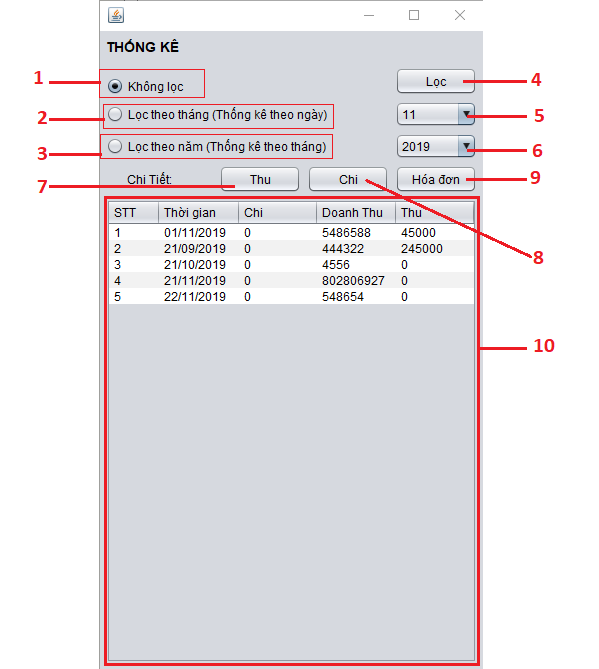 THỐNG KÊ
1 Không lọc Lọc 4
2 Lọc theo tháng (Thống kê theo ngày) 11 5
3 Lọc theo năm (Thống kê theo tháng) 2019 6
7 Chi Tiết: Thu Chi Hóa đơn 9
8
STT Thời gian Chi Doanh Thu Thu
1 01/11/2019 0 5486588 45000
2 21/09/2019 0 444322 245000
3 21/10/2019 0 4556 0
4 21/11/2019 0 802806927 0
5 22/11/2019 0 548654 0
10